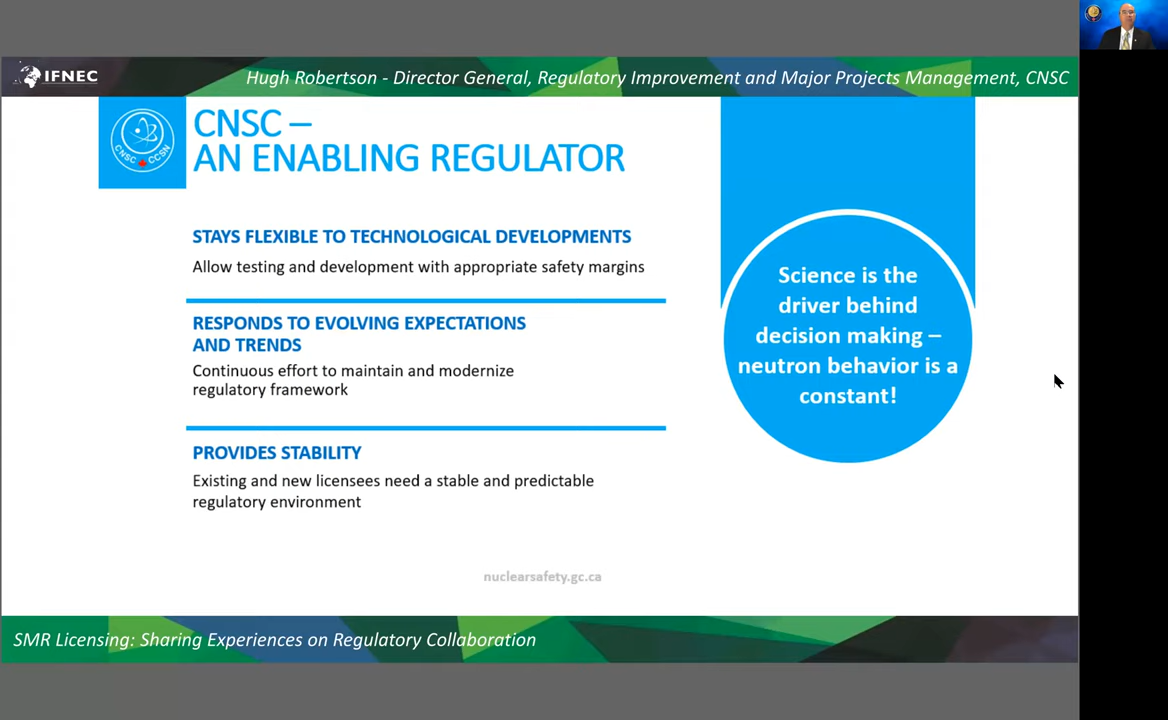 IFNEC
Hugh Robertson - Director General, Regulatory Improvement and Major Projects Management, CNSC
CNSC CCSN
CNSC –
AN ENABLING REGULATOR
STAYS FLEXIBLE TO TECHNOLOGICAL DEVELOPMENTS
Allow testing and development with appropriate safety margins
RESPONDS TO EVOLVING EXPECTATIONS
AND TRENDS
Continuous effort to maintain and modernize
regulatory framework
PROVIDES STABILITY
Existing and new licensees need a stable and predictable
regulatory environment
Science is the
driver behind
decision making –
neutron behavior is a
constant!
nuclearsafety.gc.ca
SMR Licensing: Sharing Experiences on Regulatory Collaboration